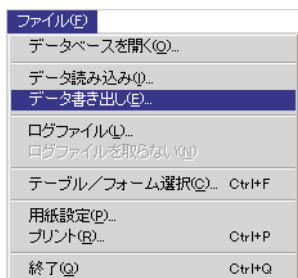 ファイル(F)
データベースを開く(O)...
データ読み込み(I)...
データ書き出し(E)...
ログファイル(L)...
ログファイルを取らない(N)
テーブル／フォーム選択(C)... Ctrl+F
用紙設定(P)...
プリント(R)... Ctrl+P
終了(Q) Ctrl+Q